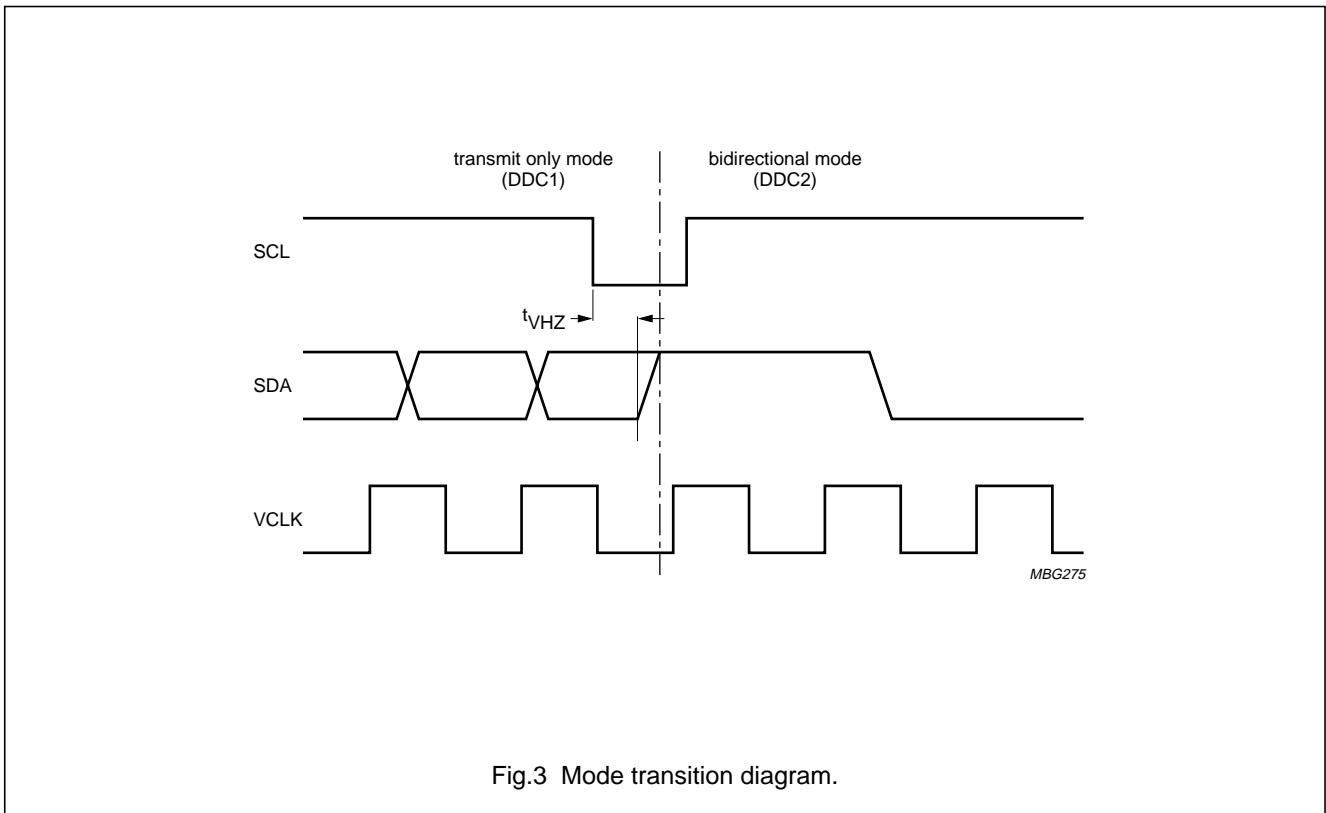 transmit only mode
(DDC1)
bidirectional mode
(DDC2)
SCL
tVHZ
SDA
VCLK
MBG275
Fig.3 Mode transition diagram.